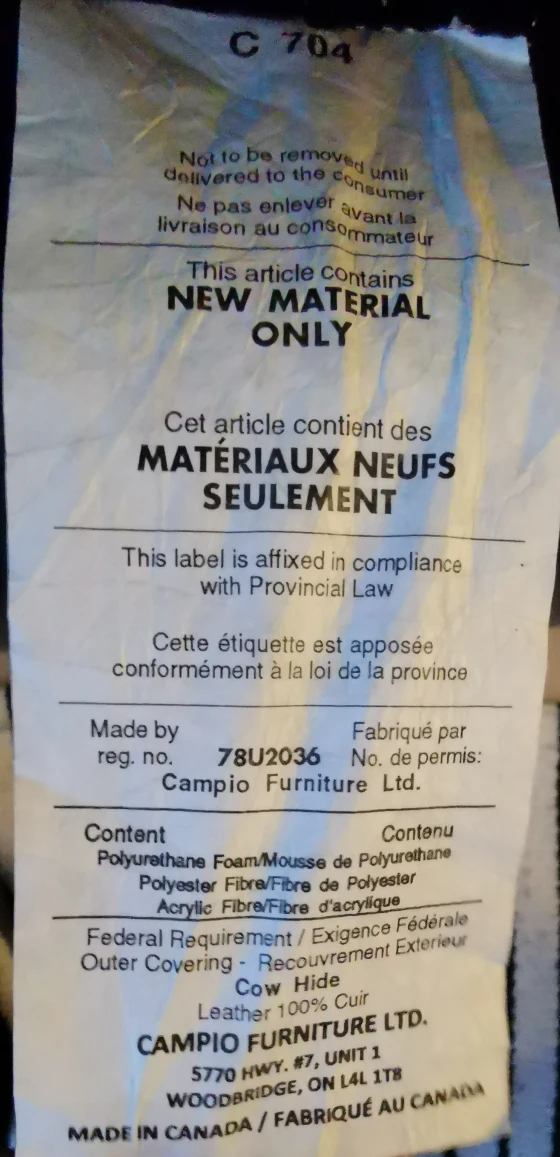 C 704
Not to be removed until
delivered to the consumer
Ne pas enlever avant la
livraison au consommateur
This article contains
NEW MATERIAL
ONLY
Cet article contient des
MATÉRIAUX NEUFS
SEULEMENT
This label is affixed in compliance
with Provincial Law
Cette étiquette est apposée
conformément à la loi de la province
Made by Fabriqué par
reg. no. 78U2036 No. de permis:
Campio Furniture Ltd.
Content Contenu
Polyurethane Foam/Mousse de Polyurethane
Polyester Fibre/Fibre de Polyester
Acrylic Fibre/Fibre d'acrylique
Federal Requirement / Exigence Fédérale
Outer Covering - Recouvrement Exterieur
Cow Hide
Leather 100% Cuir
CAMPIO FURNITURE LTD.
5770 HWY. #7, UNIT 1
WOODBRIDGE, ON L4L 1T8
MADE IN CANADA / FABRIQUÉ AU CANADA